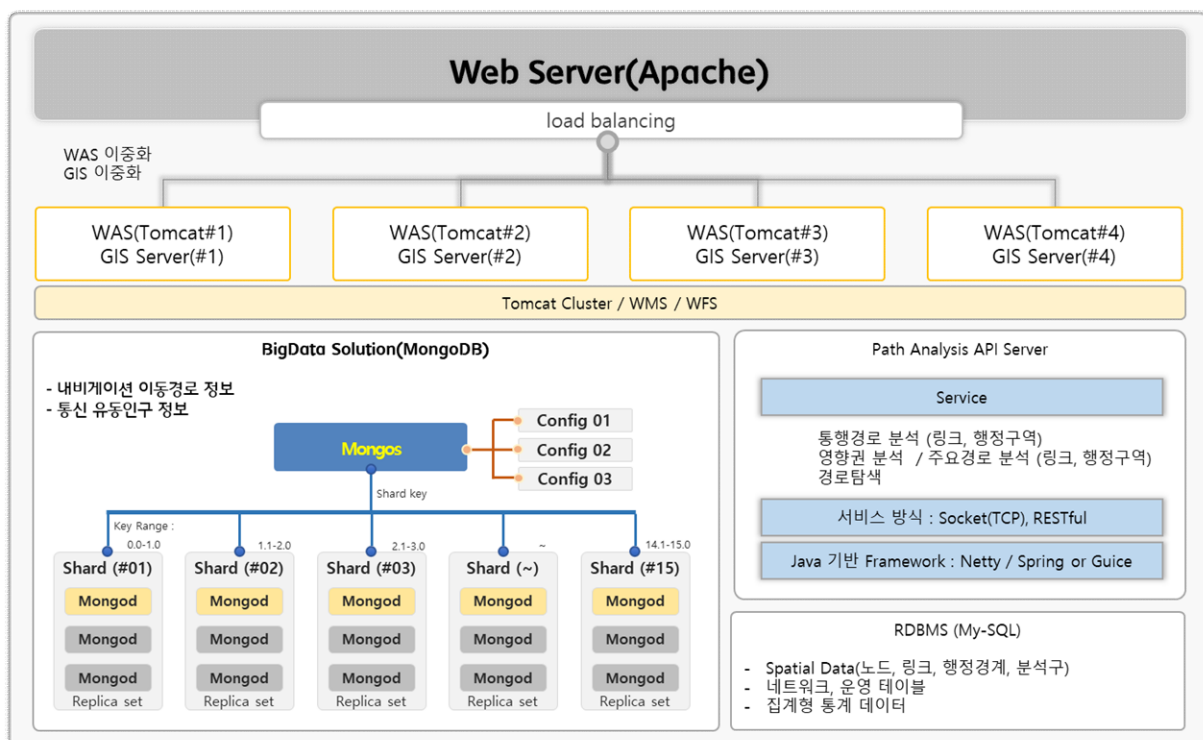 Web Server(Apache)
load balancing
WAS 이중화
GIS 이중화
WAS(Tomcat#1)
GIS Server(#1)
WAS(Tomcat#2)
GIS Server(#2)
WAS(Tomcat#3)
GIS Server(#3)
WAS(Tomcat#4)
GIS Server(#4)
Tomcat Cluster / WMS / WFS
BigData Solution(MongoDB)
- 내비게이션 이동경로 정보
- 통신 유동인구 정보
Mongos
Config 01
Config 02
Config 03
Shard key
Key Range :
0.0-1.0
1.1-2.0
2.1-3.0
~
14.1-15.0
Shard (#01)
Mongod
Mongod
Mongod
Replica set
Shard (#02)
Mongod
Mongod
Mongod
Replica set
Shard (#03)
Mongod
Mongod
Mongod
Replica set
Shard (~)
Mongod
Mongod
Mongod
Replica set
Shard (#15)
Mongod
Mongod
Mongod
Replica set
Path Analysis API Server
Service
통행경로 분석 (링크, 행정구역)
영향권 분석 / 주요경로 분석 (링크, 행정구역)
경로탐색
서비스 방식 : Socket(TCP), RESTful
Java 기반 Framework : Netty / Spring or Guice
RDBMS (My-SQL)
- Spatial Data(노드, 링크, 행정경계, 분석구)
- 네트워크, 운영 테이블
- 집계형 통계 데이터